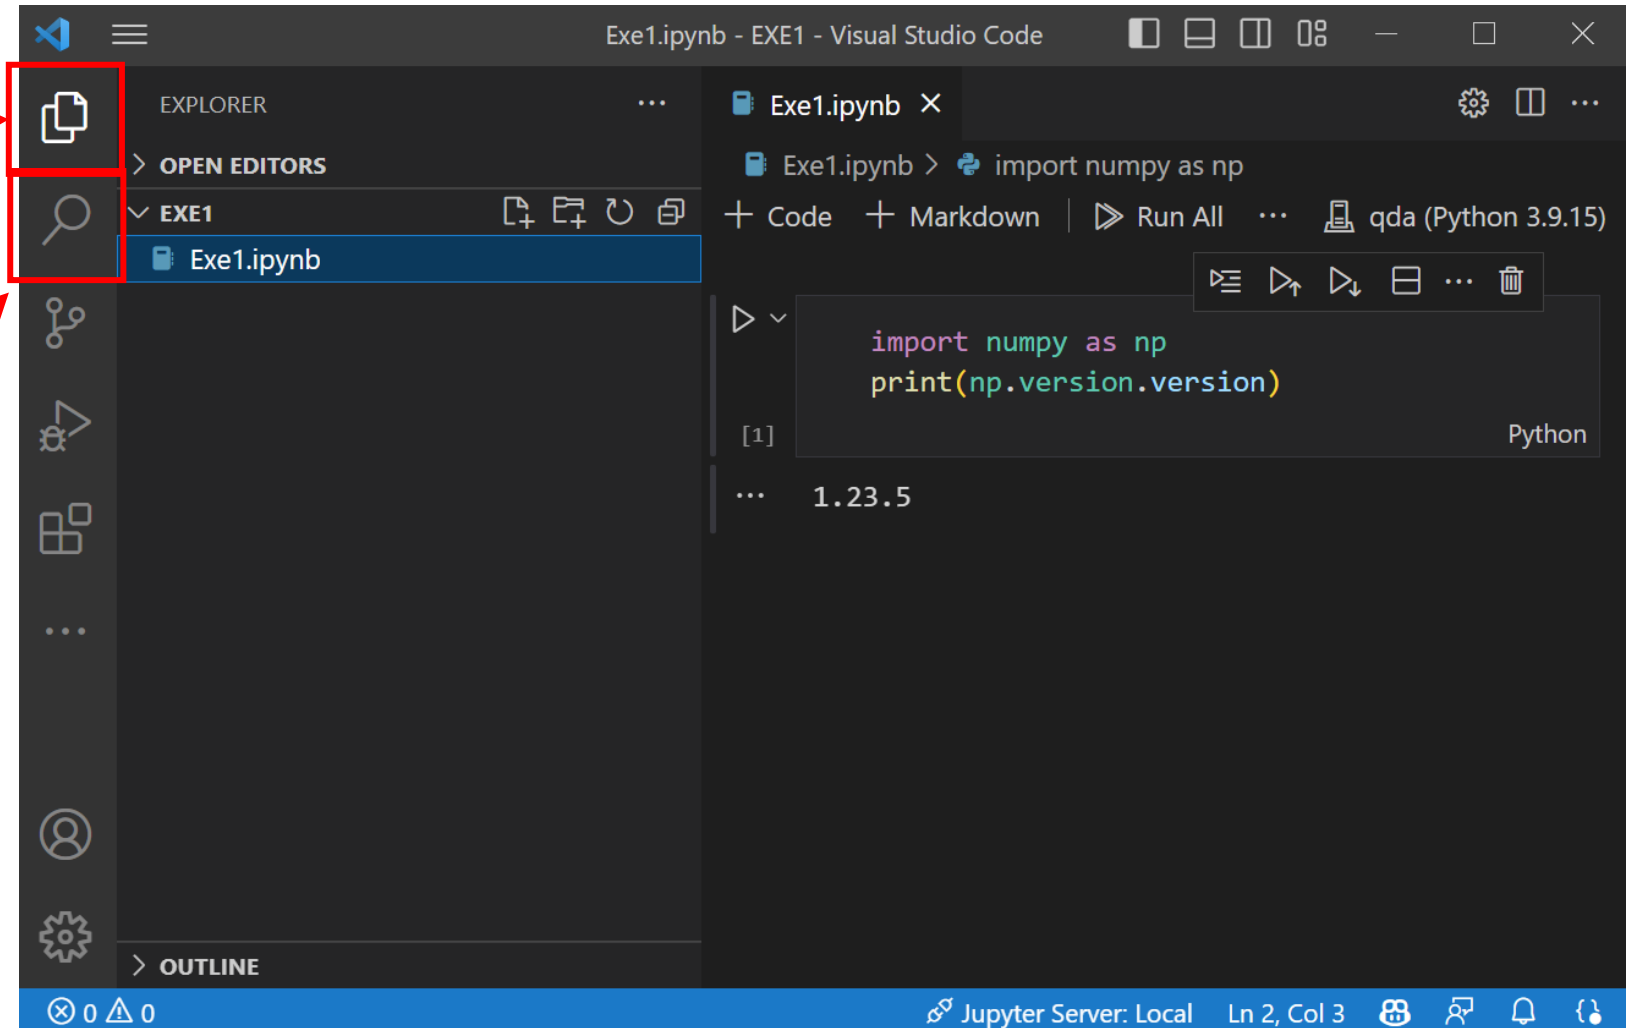 Exe1.ipynb - EXE1 - Visual Studio Code
EXPLORER
OPEN EDITORS
EXE1
Exe1.ipynb
OUTLINE
Exe1.ipynb
Exe1.ipynb > import numpy as np
+ Code + Markdown | Run All ··· qda (Python 3.9.15)
import numpy as np
print(np.version.version)
[1]
Python
1.23.5
0 0
Jupyter Server: Local Ln 2, Col 3